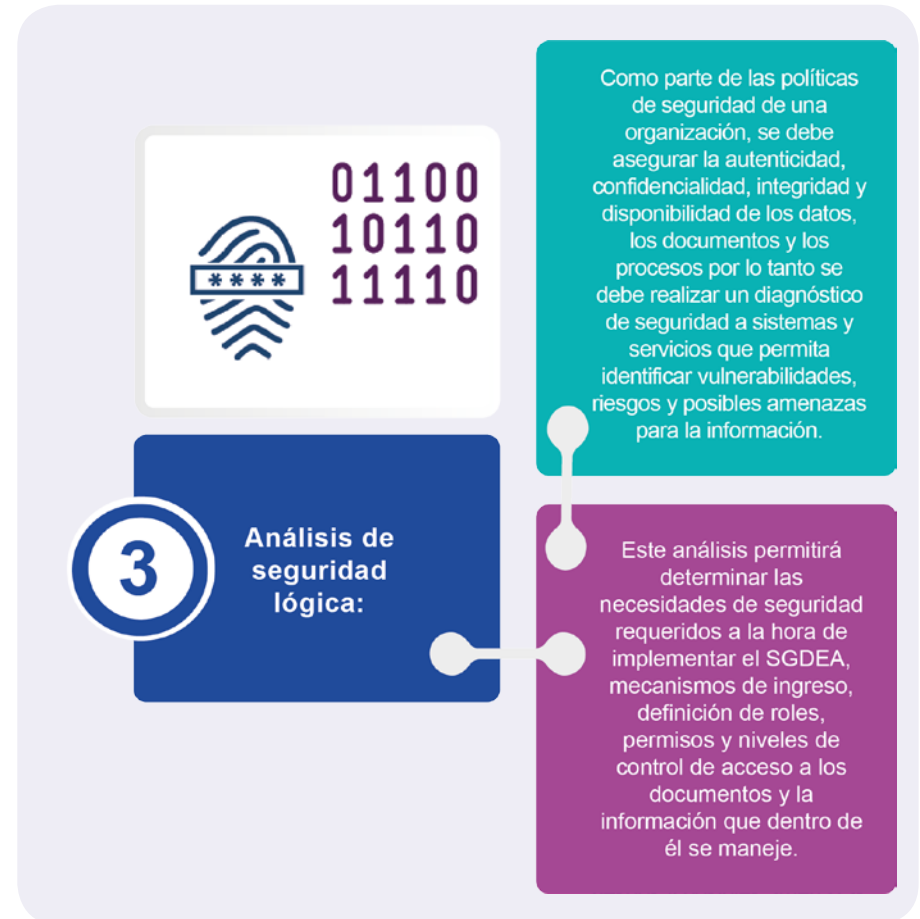 01100
10110
11110
****
3
Análisis de
seguridad
lógica:
Como parte de las políticas
de seguridad de una
organización, se debe
asegurar la autenticidad,
confidencialidad, integridad y
disponibilidad de los datos,
los documentos y los
procesos por lo tanto se
debe realizar un diagnóstico
de seguridad a sistemas y
servicios que permita
identificar vulnerabilidades,
riesgos y posibles amenazas
para la información.
Este análisis permitirá
determinar las
necesidades de seguridad
requeridos a la hora de
implementar el SGDEA,
mecanismos de ingreso,
definición de roles,
permisos y niveles de
control de acceso a los
documentos y la
información que dentro de
él se maneje.